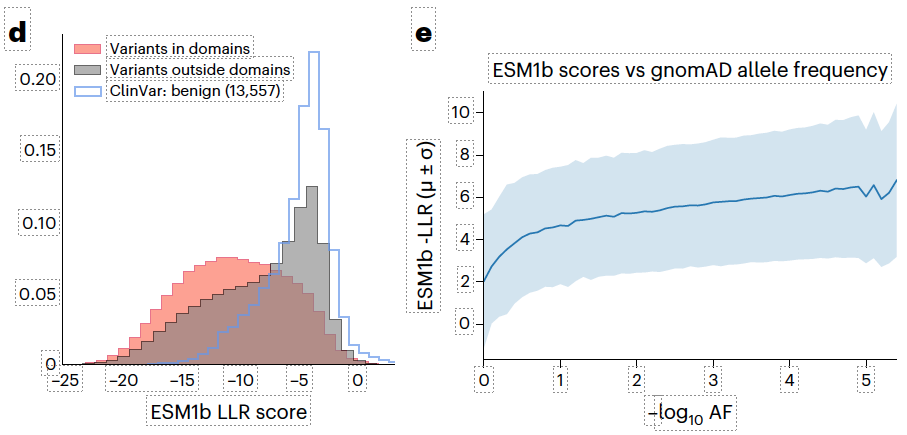 d
Variants in domains
Variants outside domains
ClinVar: benign (13,557)
0.20
0.15
0.10
0.05
0
−25 −20 −15 −10 −5 0
ESM1b LLR score
e
ESM1b scores vs gnomAD allele frequency
ESM1b -LLR (μ ± σ)
10
8
6
4
2
0
0 1 2 3 4 5
−log₁₀ AF